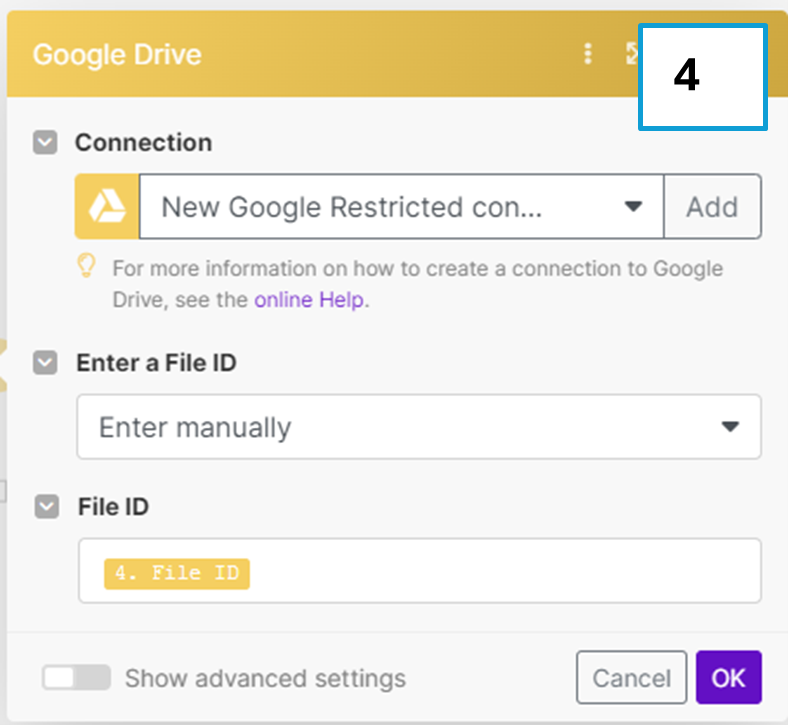 Google Drive
4
Connection
New Google Restricted con...
Add
For more information on how to create a connection to Google
Drive, see the online Help.
Enter a File ID
Enter manually
File ID
4. File ID
Show advanced settings
Cancel
OK